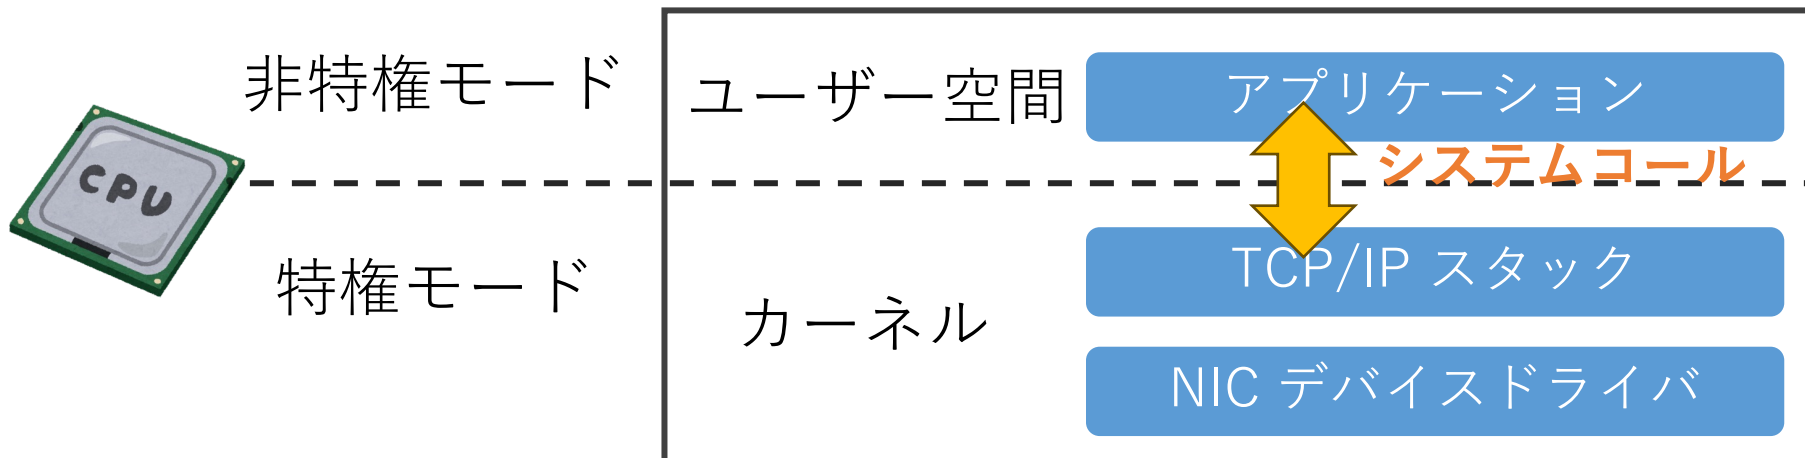 非特権モード
ユーザー空間
アプリケーション
CPU
システムコール
特権モード
カーネル
TCP/IP スタック
NIC デバイスドライバ